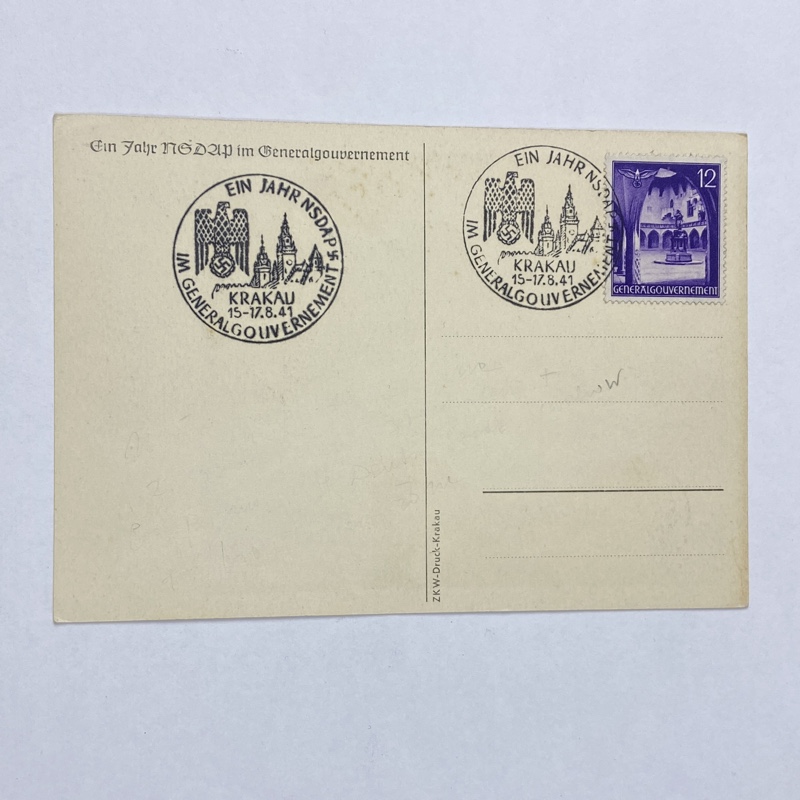 Ein Jahr NSDAP im Generalgouvernement
EIN JAHR NSDAP
IM GENERALGOUVERNEMENT
KRAKAU
15-17.8.41
EIN JAHR NSDAP
IM GENERALGOUVERNEMENT
KRAKAU
15-17.8.41
12
GENERALGOUVERNEMENT
ZKW-Druck-Krakau